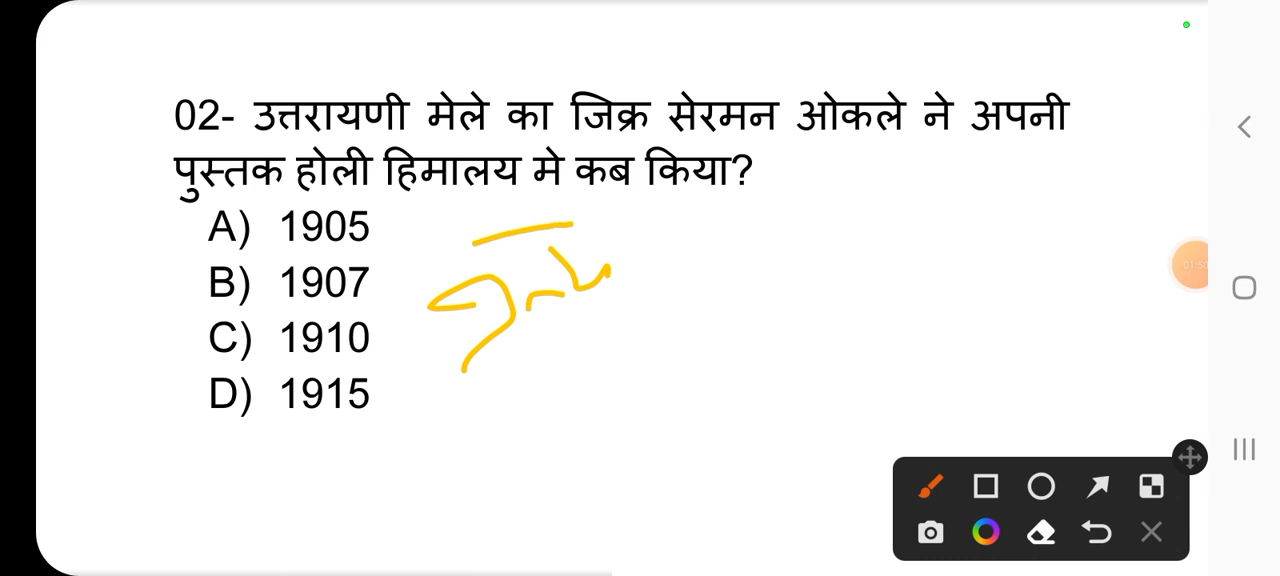 02- उत्तरायणी मेले का जिक्र सेरमन ओकले ने अपनी
पुस्तक होली हिमालय मे कब किया?
A) 1905
B) 1907
C) 1910
D) 1915